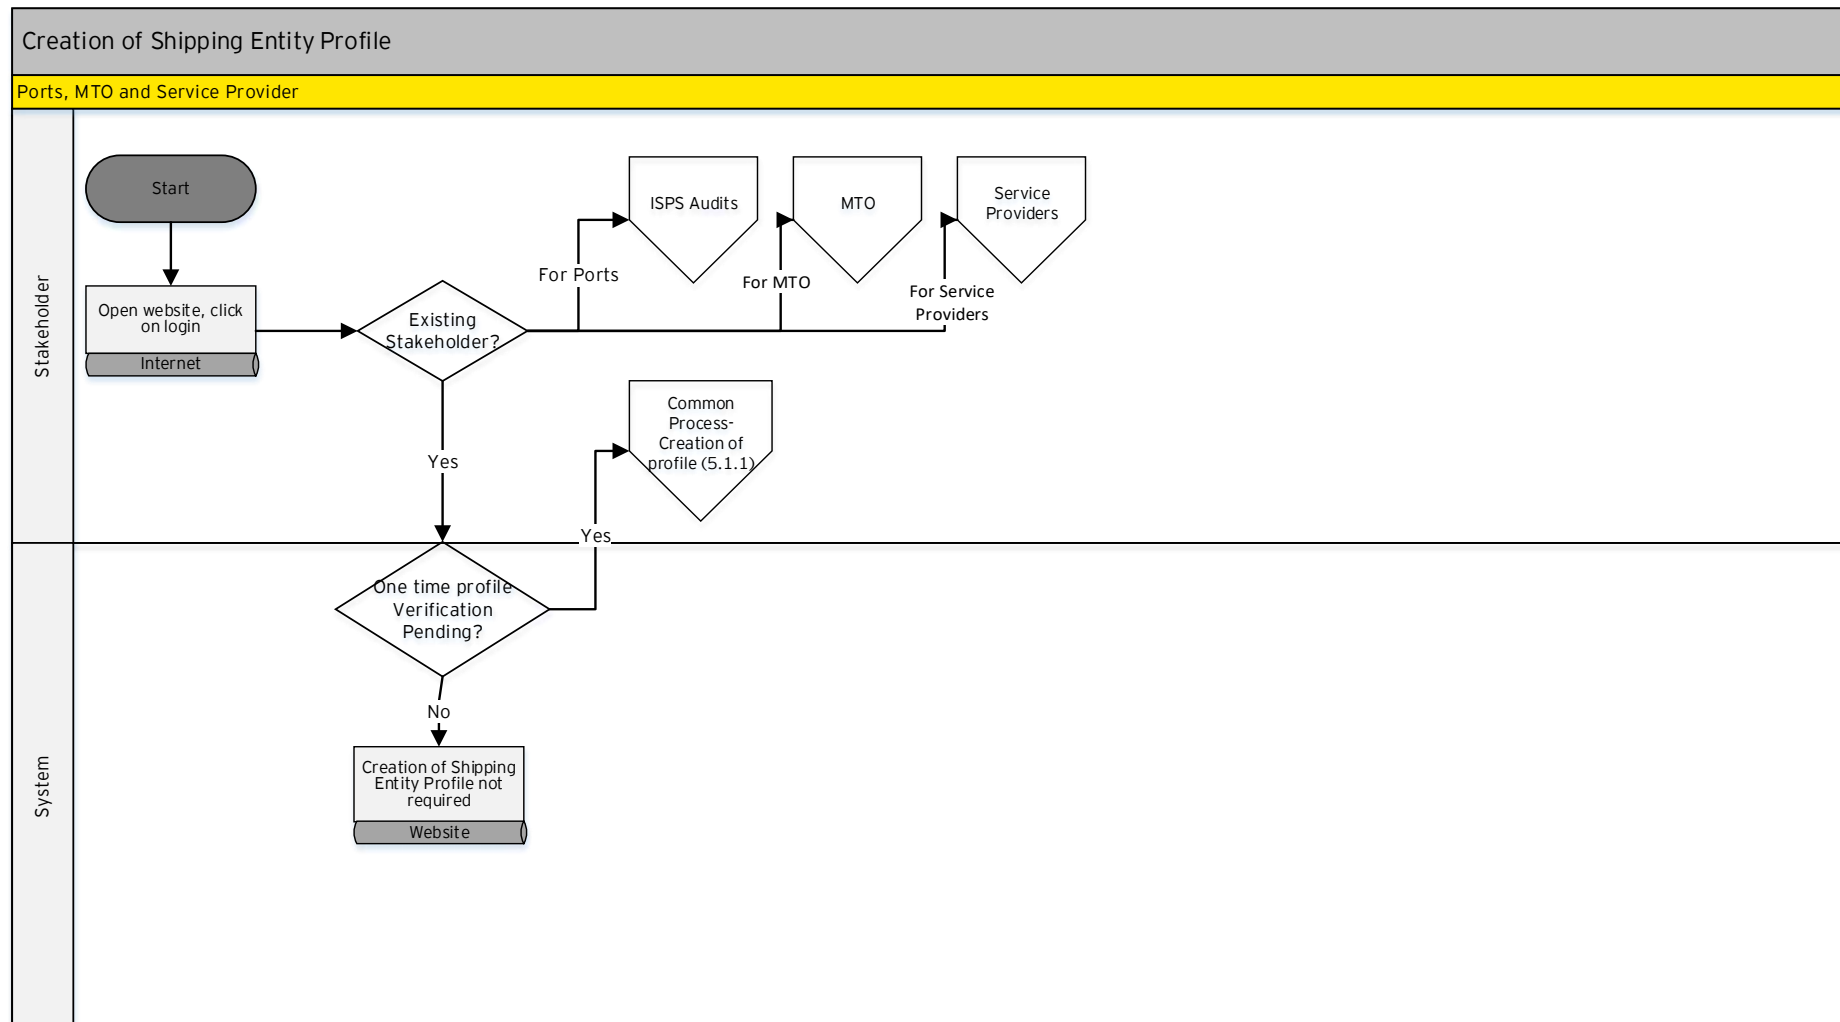 Creation of Shipping Entity Profile
Ports, MTO and Service Provider
Stakeholder
Start
Open website, click
on login
Internet
Existing
Stakeholder?
For Ports
ISPS Audits
For MTO
MTO
For Service
Providers
Service
Providers
Yes
Common
Process-
Creation of
profile (5.1.1)
Yes
System
One time profile
Verification
Pending?
No
Creation of Shipping
Entity Profile not
required
Website